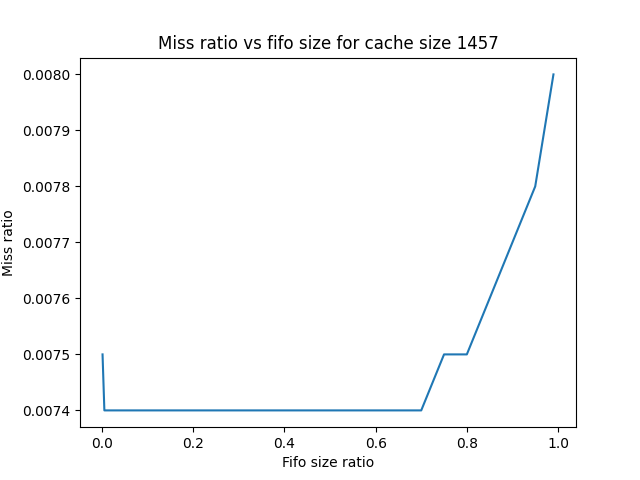 Miss ratio vs fifo size for cache size 1457
0.0080
0.0079
0.0078
0.0077
0.0076
0.0075
0.0074
Miss ratio
0.0 0.2 0.4 0.6 0.8 1.0
Fifo size ratio